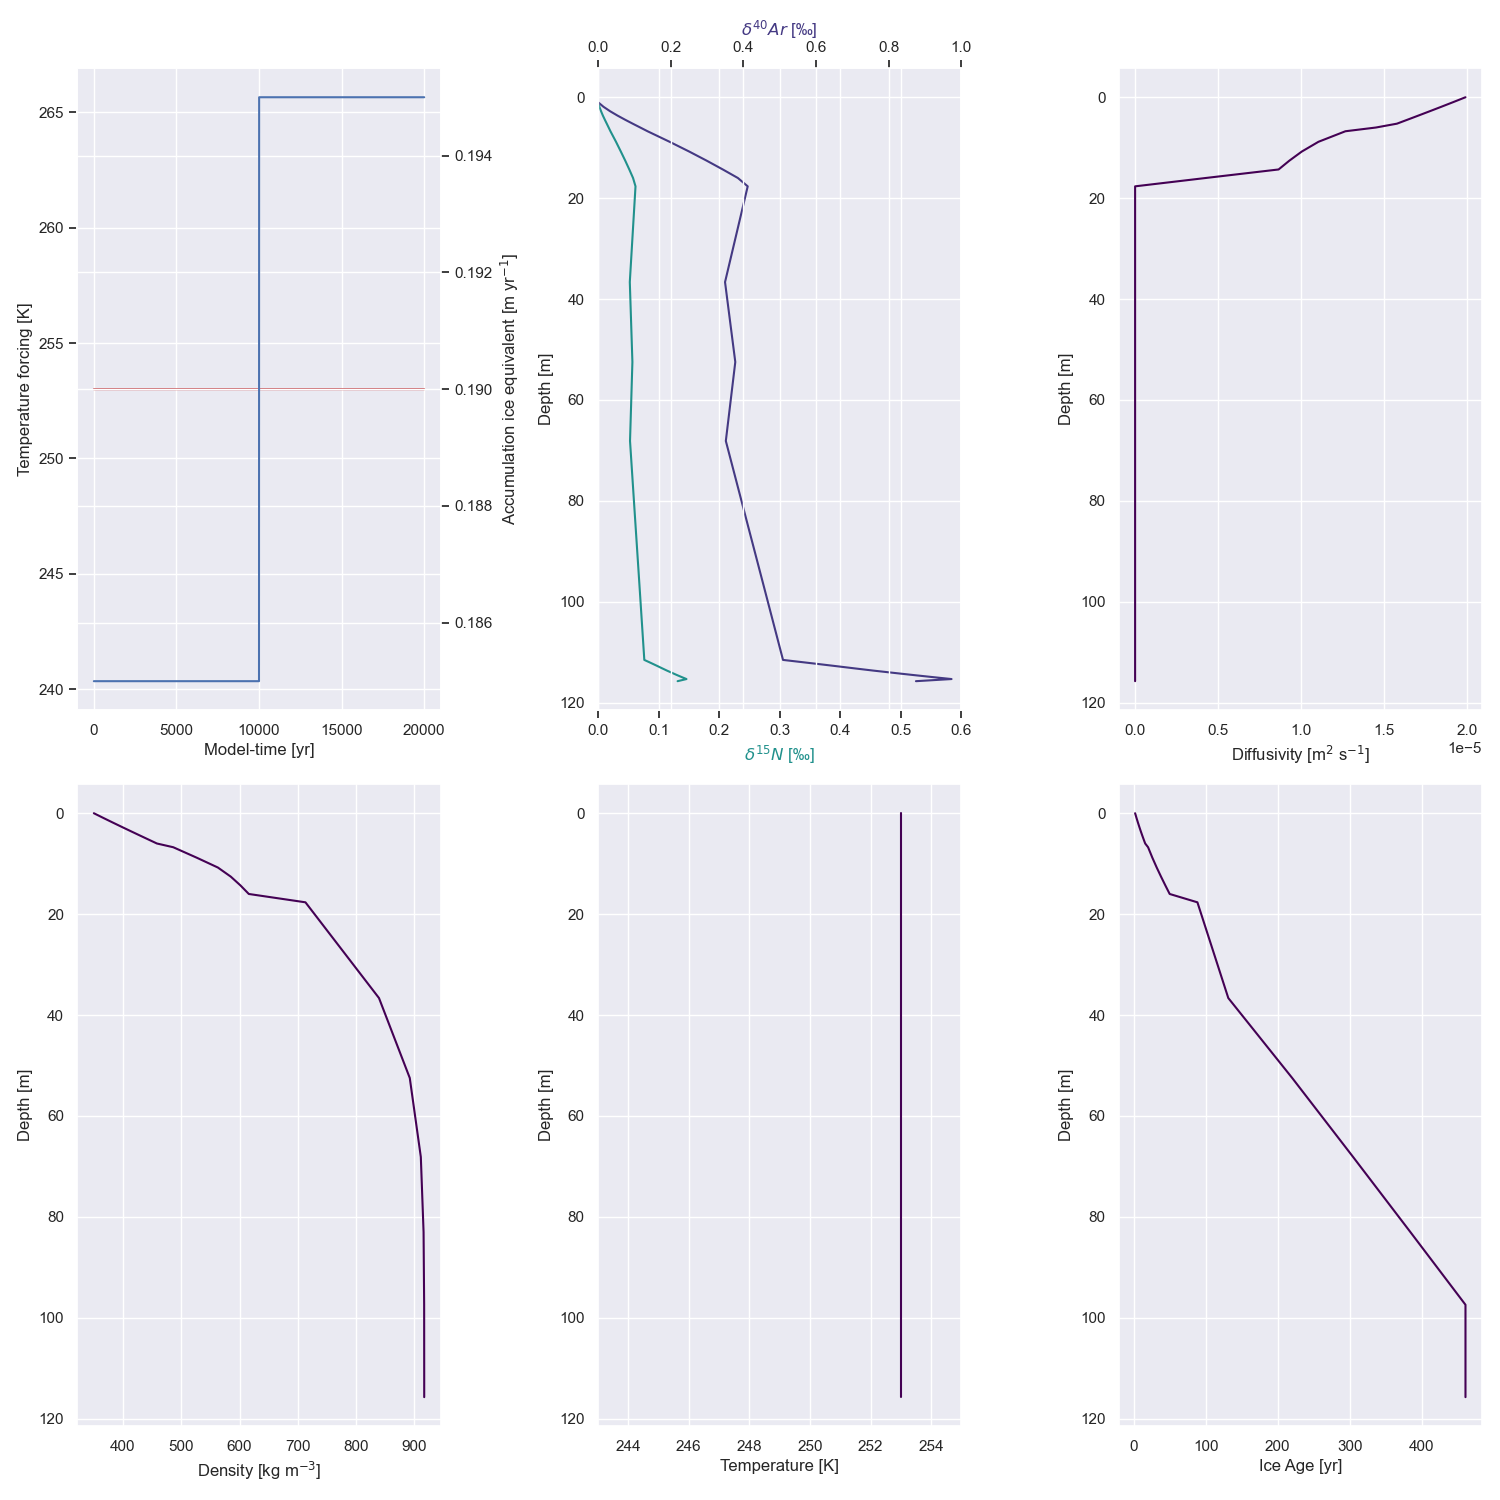 δ⁴⁰Ar [‰]
0.0 0.2 0.4 0.6 0.8 1.0
265
260
255
250
245
240
Temperature forcing [K]
0 5000 10000 15000 20000
Model-time [yr]
0.194
0.192
0.190
0.188
0.186
Accumulation ice equivalent [m yr⁻¹]
0
20
40
60
80
100
120
Depth [m]
0.0 0.1 0.2 0.3 0.4 0.5 0.6
δ¹⁵N [‰]
0
20
40
60
80
100
120
Depth [m]
0.0 0.5 1.0 1.5 2.0
1e−5
Diffusivity [m² s⁻¹]
0
20
40
60
80
100
120
Depth [m]
400 500 600 700 800 900
Density [kg m⁻³]
0
20
40
60
80
100
120
Depth [m]
244 246 248 250 252 254
Temperature [K]
0
20
40
60
80
100
120
Depth [m]
0 100 200 300 400
Ice Age [yr]